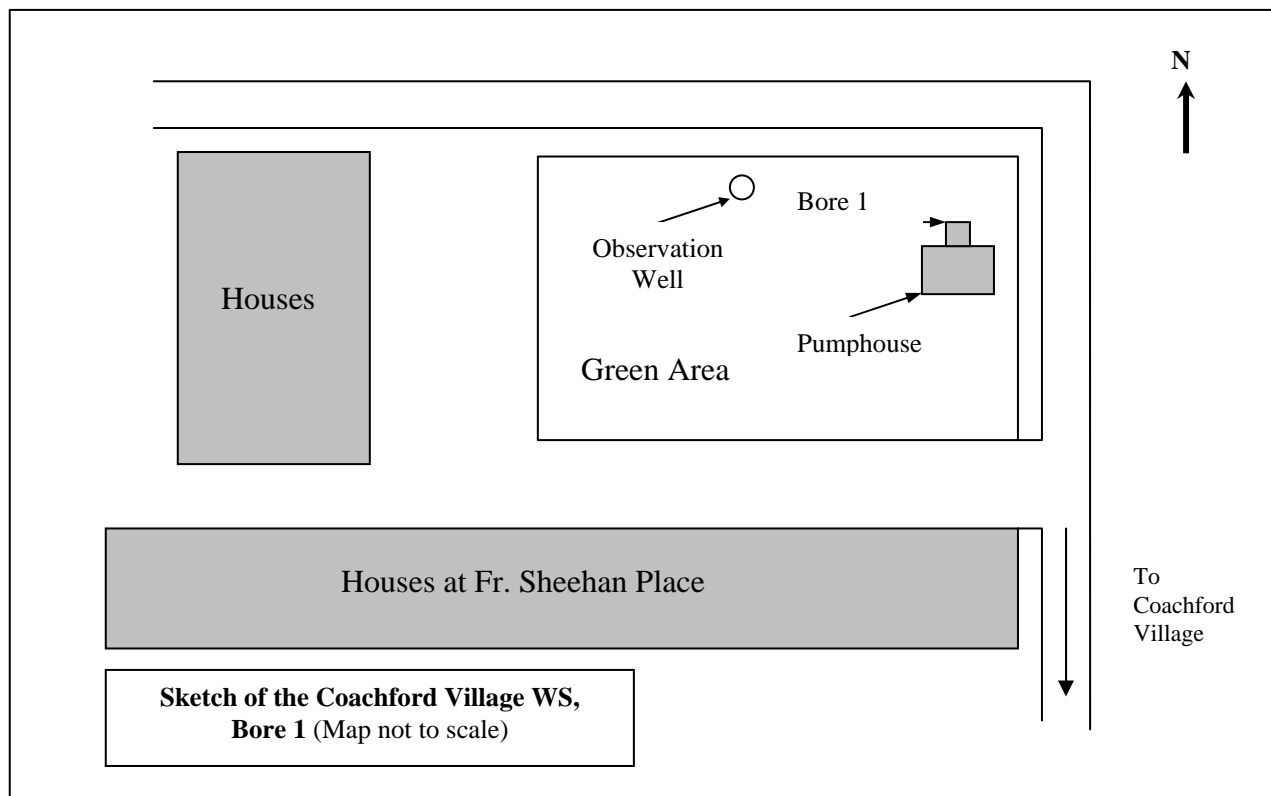 N
Bore 1
Observation
Well
Houses
Pumphouse
Green Area
Houses at Fr. Sheehan Place
To
Coachford
Village
Sketch of the Coachford Village WS,
Bore 1 (Map not to scale)